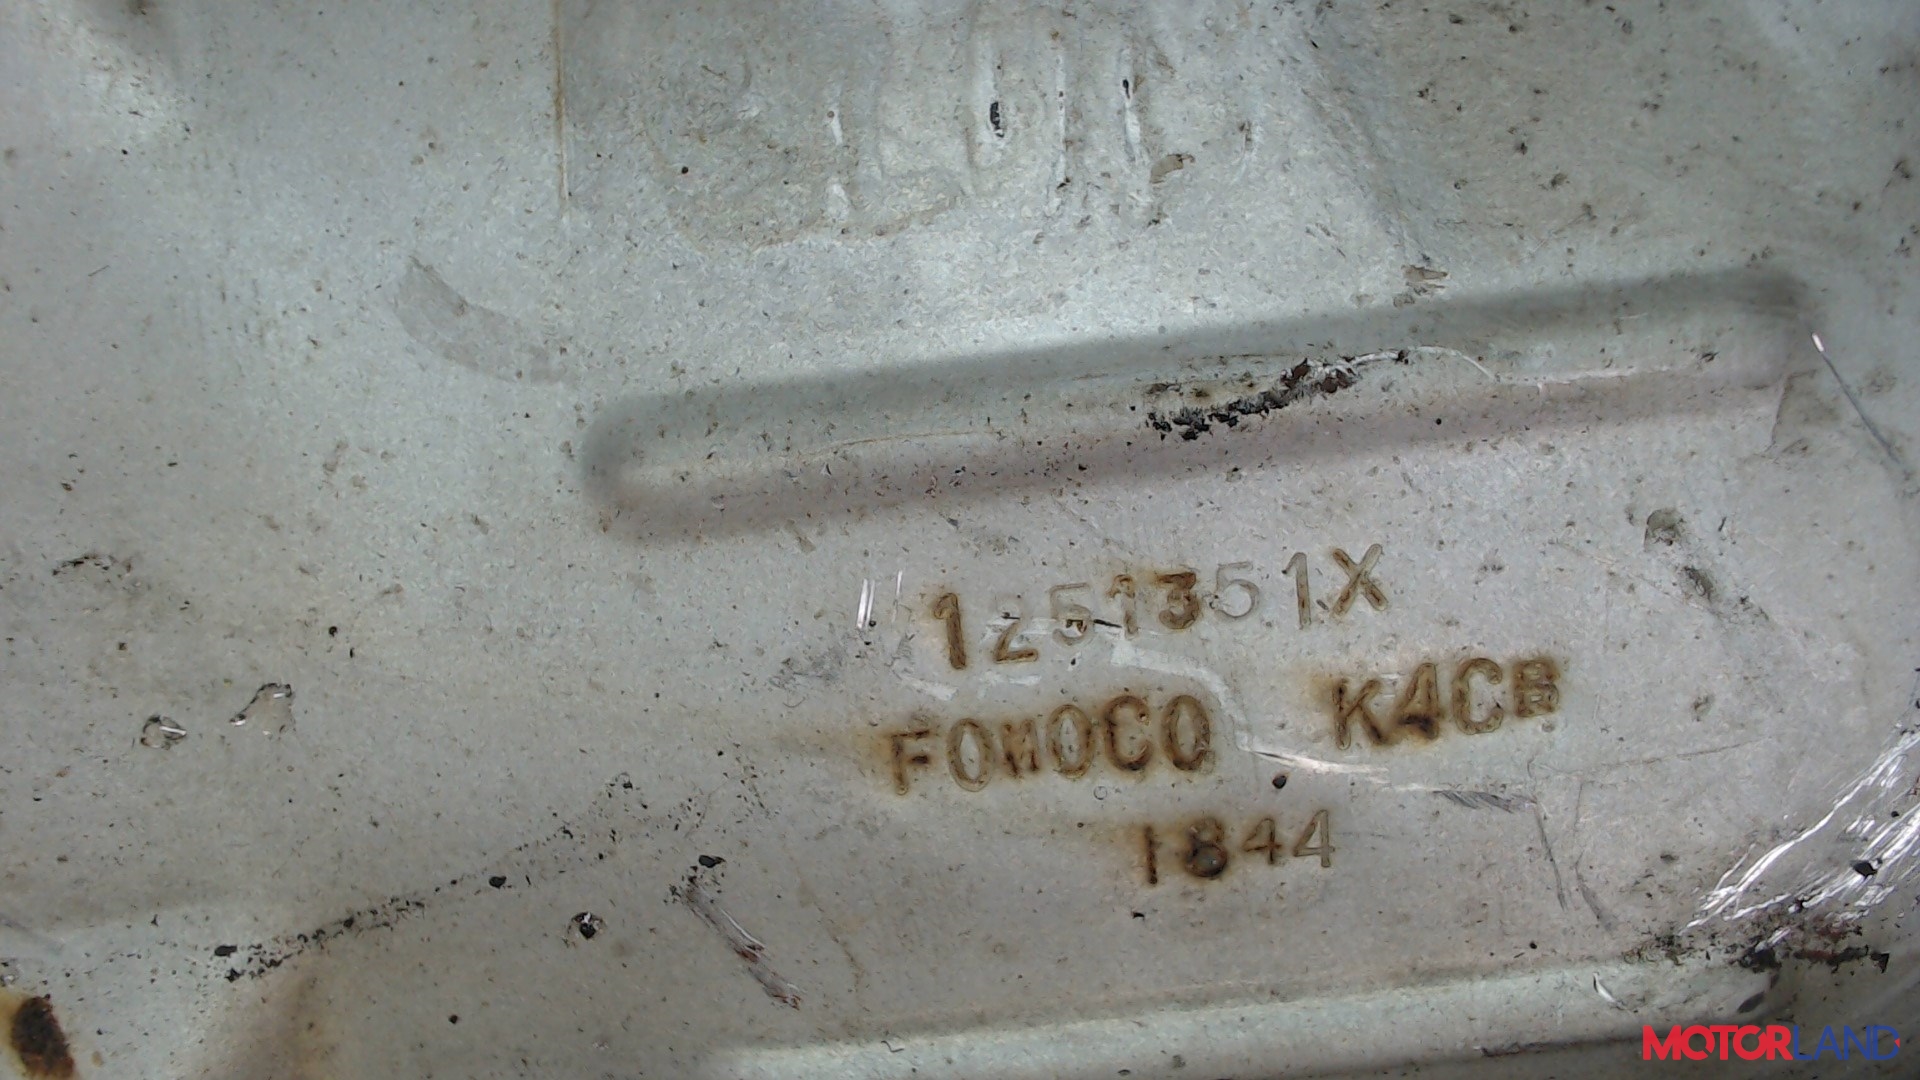 1251351X
FOMOCO K4CB
1844
MOTORLAND